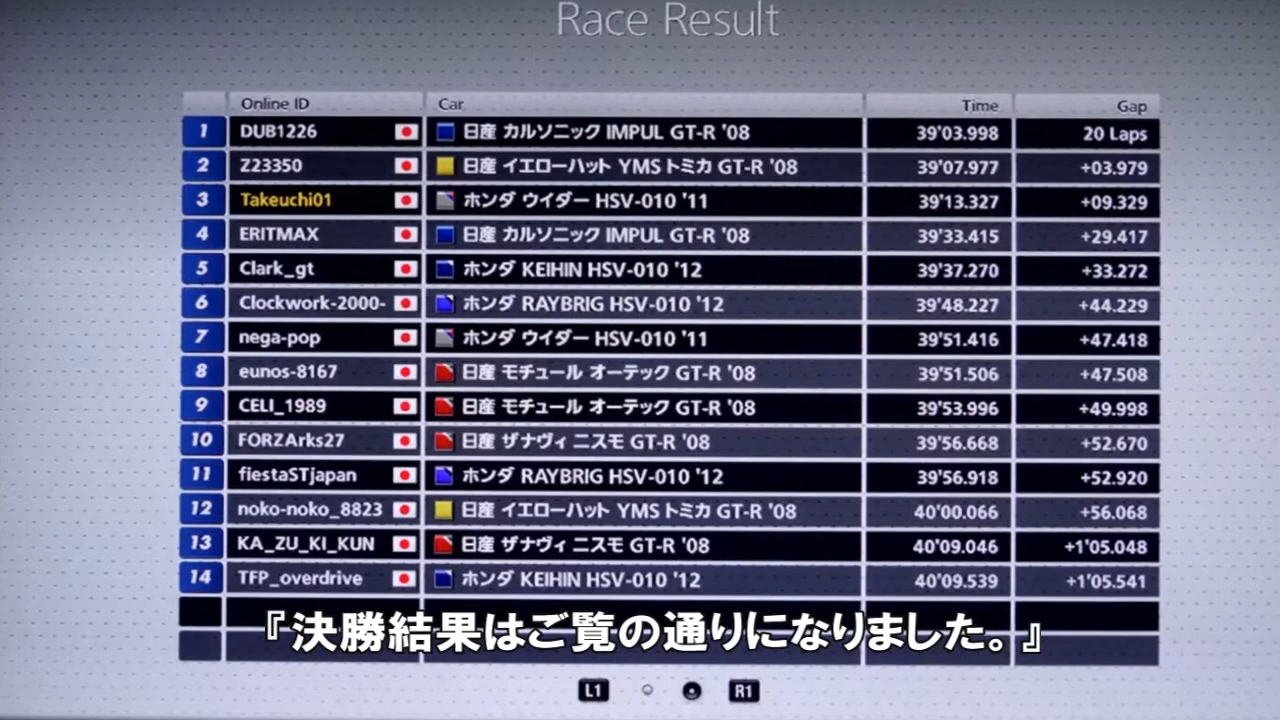 Race Result
Online ID Car Time Gap
1 DUB1226 日産 カルソニック IMPUL GT-R '08 39'03.998 20 Laps
2 Z23350 日産 イエローハット YMS トミカ GT-R '08 39'07.977 +03.979
3 Takeuchi01 ホンダ ウイダー HSV-010 '11 39'13.327 +09.329
4 ERITMAX 日産 カルソニック IMPUL GT-R '08 39'33.415 +29.417
5 Clark_gt ホンダ KEIHIN HSV-010 '12 39'37.270 +33.272
6 Clockwork-2000- ホンダ RAYBRIG HSV-010 '12 39'48.227 +44.229
7 nega-pop ホンダ ウイダー HSV-010 '11 39'51.416 +47.418
8 eunos-8167 日産 モチュール オーテック GT-R '08 39'51.506 +47.508
9 CELI_1989 日産 モチュール オーテック GT-R '08 39'53.996 +49.998
10 FORZArks27 日産 ザナヴィ ニスモ GT-R '08 39'56.668 +52.670
11 fiestaSTjapan ホンダ RAYBRIG HSV-010 '12 39'56.918 +52.920
12 noko-noko_8823 日産 イエローハット YMS トミカ GT-R '08 40'00.066 +56.068
13 KA_ZU_KI_KUN 日産 ザナヴィ ニスモ GT-R '08 40'09.046 +1'05.048
14 TFP_overdrive ホンダ KEIHIN HSV-010 '12 40'09.539 +1'05.541
『決勝結果はご覧の通りになりました。』
L1 R1